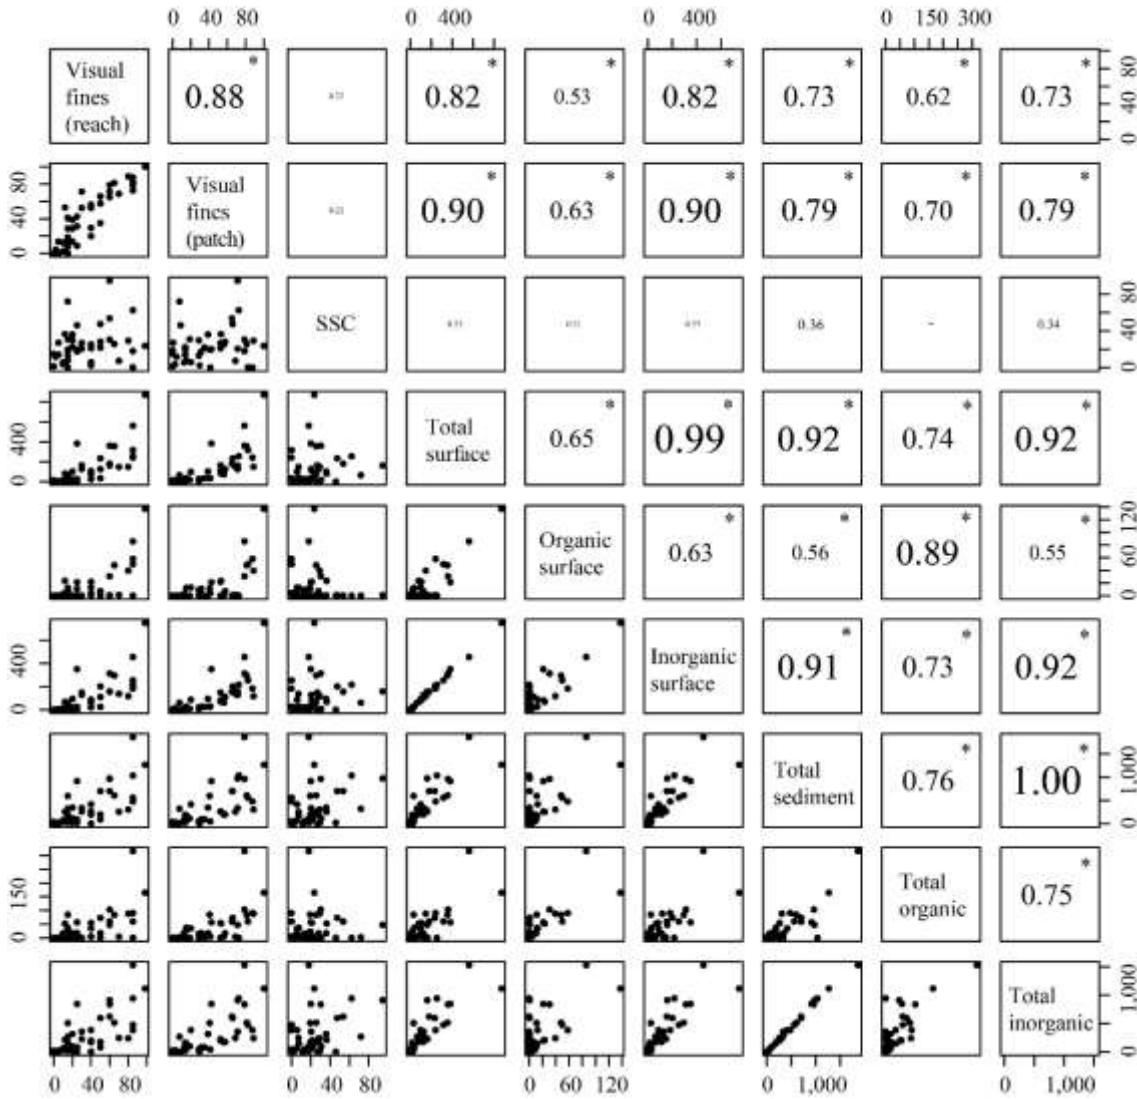 0 40 80 0 400 0 400 0 150 300
Visual
fines
(reach)
0.88 * 0.82 * 0.53 * 0.82 * 0.73 * 0.62 * 0.73 *
0 40 80
0 40 80
Visual
fines
(patch)
0.90 * 0.63 * 0.90 * 0.79 * 0.70 * 0.79 *
SSC 0.36 0.34
0 40 80
0 400
Total
surface
0.65 * 0.99 * 0.92 * 0.74 * 0.92 *
Organic
surface
0.63 * 0.56 * 0.89 * 0.55 *
0 60 120
0 400
Inorganic
surface
0.91 * 0.73 * 0.92 *
Total
sediment
0.76 * 1.00 *
0 1,000
0 150
Total
organic
0.75 *
Total
inorganic
0 1,000
0 40 80 0 40 80 0 60 120 0 1,000 0 1,000